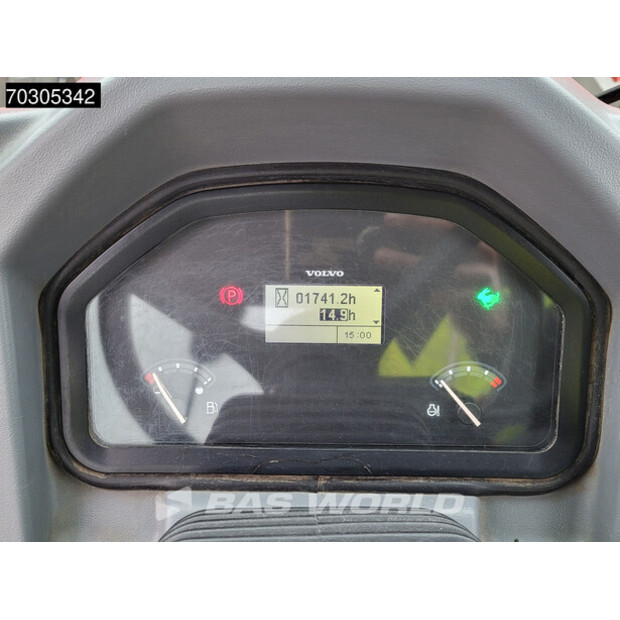 70305342
VOLVO
P
01741.2h
14.9h
15:00
BAS WORLD